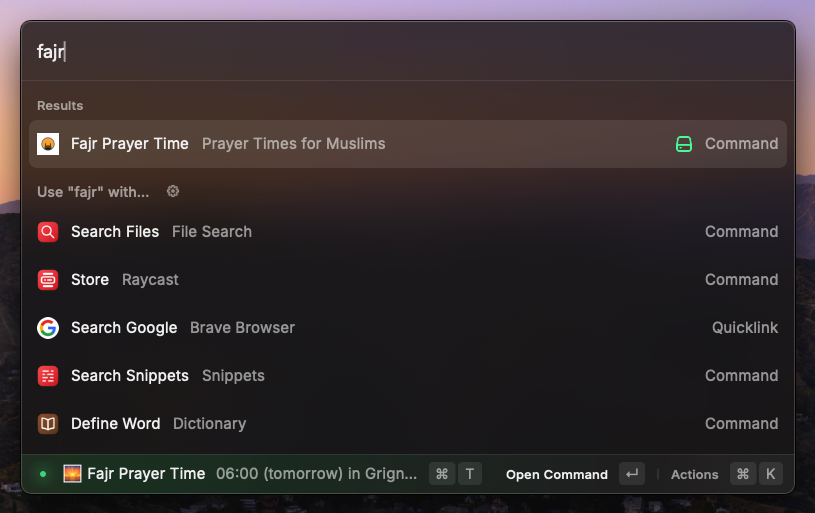 fajr
Results
Fajr Prayer Time Prayer Times for Muslims Command
Use "fajr" with...
Search Files File Search Command
Store Raycast Command
Search Google Brave Browser Quicklink
Search Snippets Snippets Command
Define Word Dictionary Command
Fajr Prayer Time 06:00 (tomorrow) in Grign... ⌘ T Open Command ↵ Actions ⌘ K